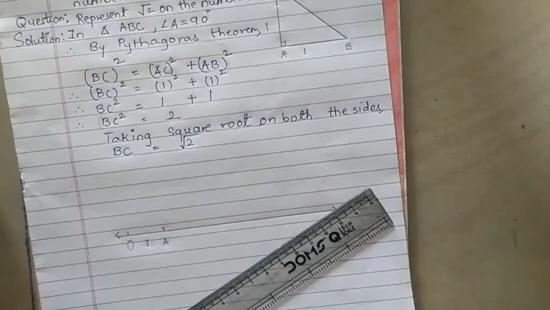 Question: Represent √2 on the num
Solution: In Δ ABC, ∠A=90°
∴ By Pythagoras theorem,
(BC)² = (AC)² + (AB)²
∴ (BC)² = (1)² + (1)²
∴ BC² = 1 + 1
∴ BC² = 2
Taking square root on both the sides,
BC = √2
1
A 1 B
O 1 A
DOMS